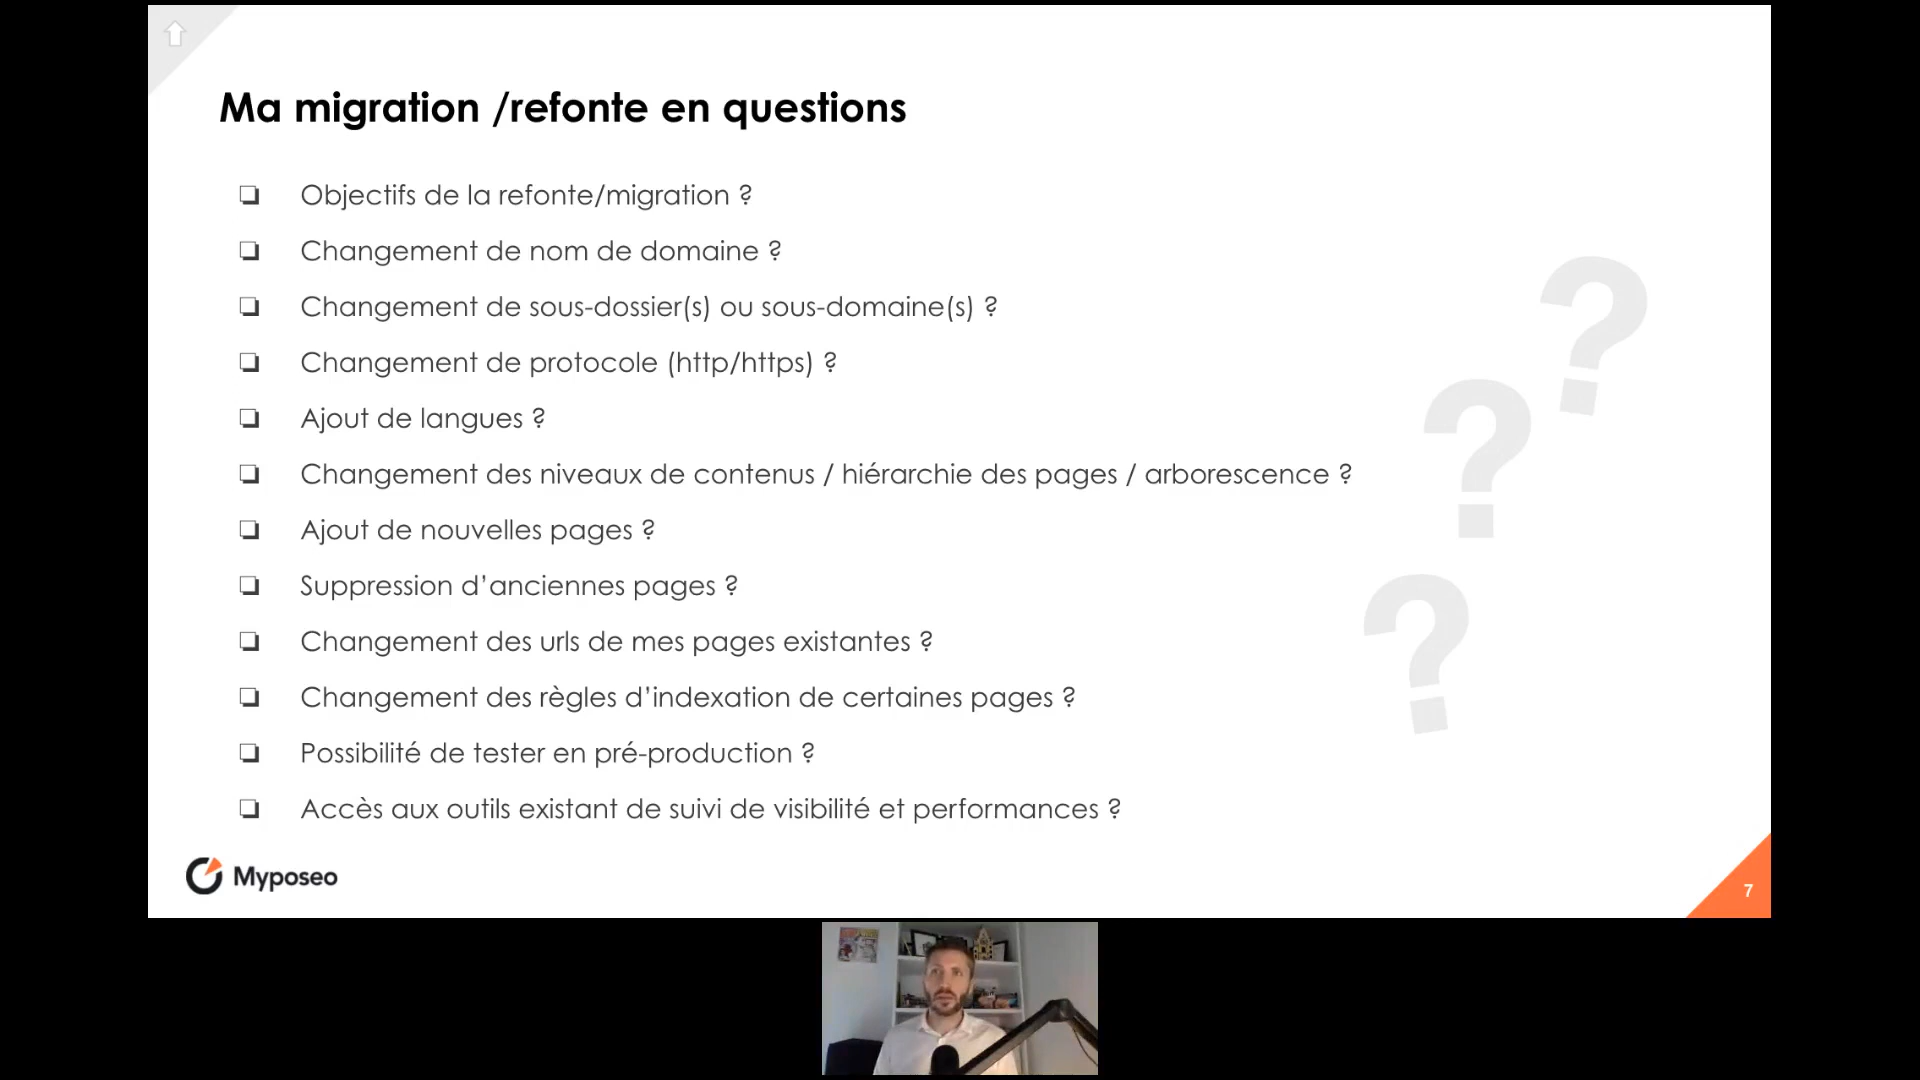 Ma migration /refonte en questions
❏ Objectifs de la refonte/migration ?
❏ Changement de nom de domaine ?
❏ Changement de sous-dossier(s) ou sous-domaine(s) ?
❏ Changement de protocole (http/https) ?
❏ Ajout de langues ?
❏ Changement des niveaux de contenus / hiérarchie des pages / arborescence ?
❏ Ajout de nouvelles pages ?
❏ Suppression d’anciennes pages ?
❏ Changement des urls de mes pages existantes ?
❏ Changement des règles d’indexation de certaines pages ?
❏ Possibilité de tester en pré-production ?
❏ Accès aux outils existant de suivi de visibilité et performances ?
?
?
?
Myposeo
7